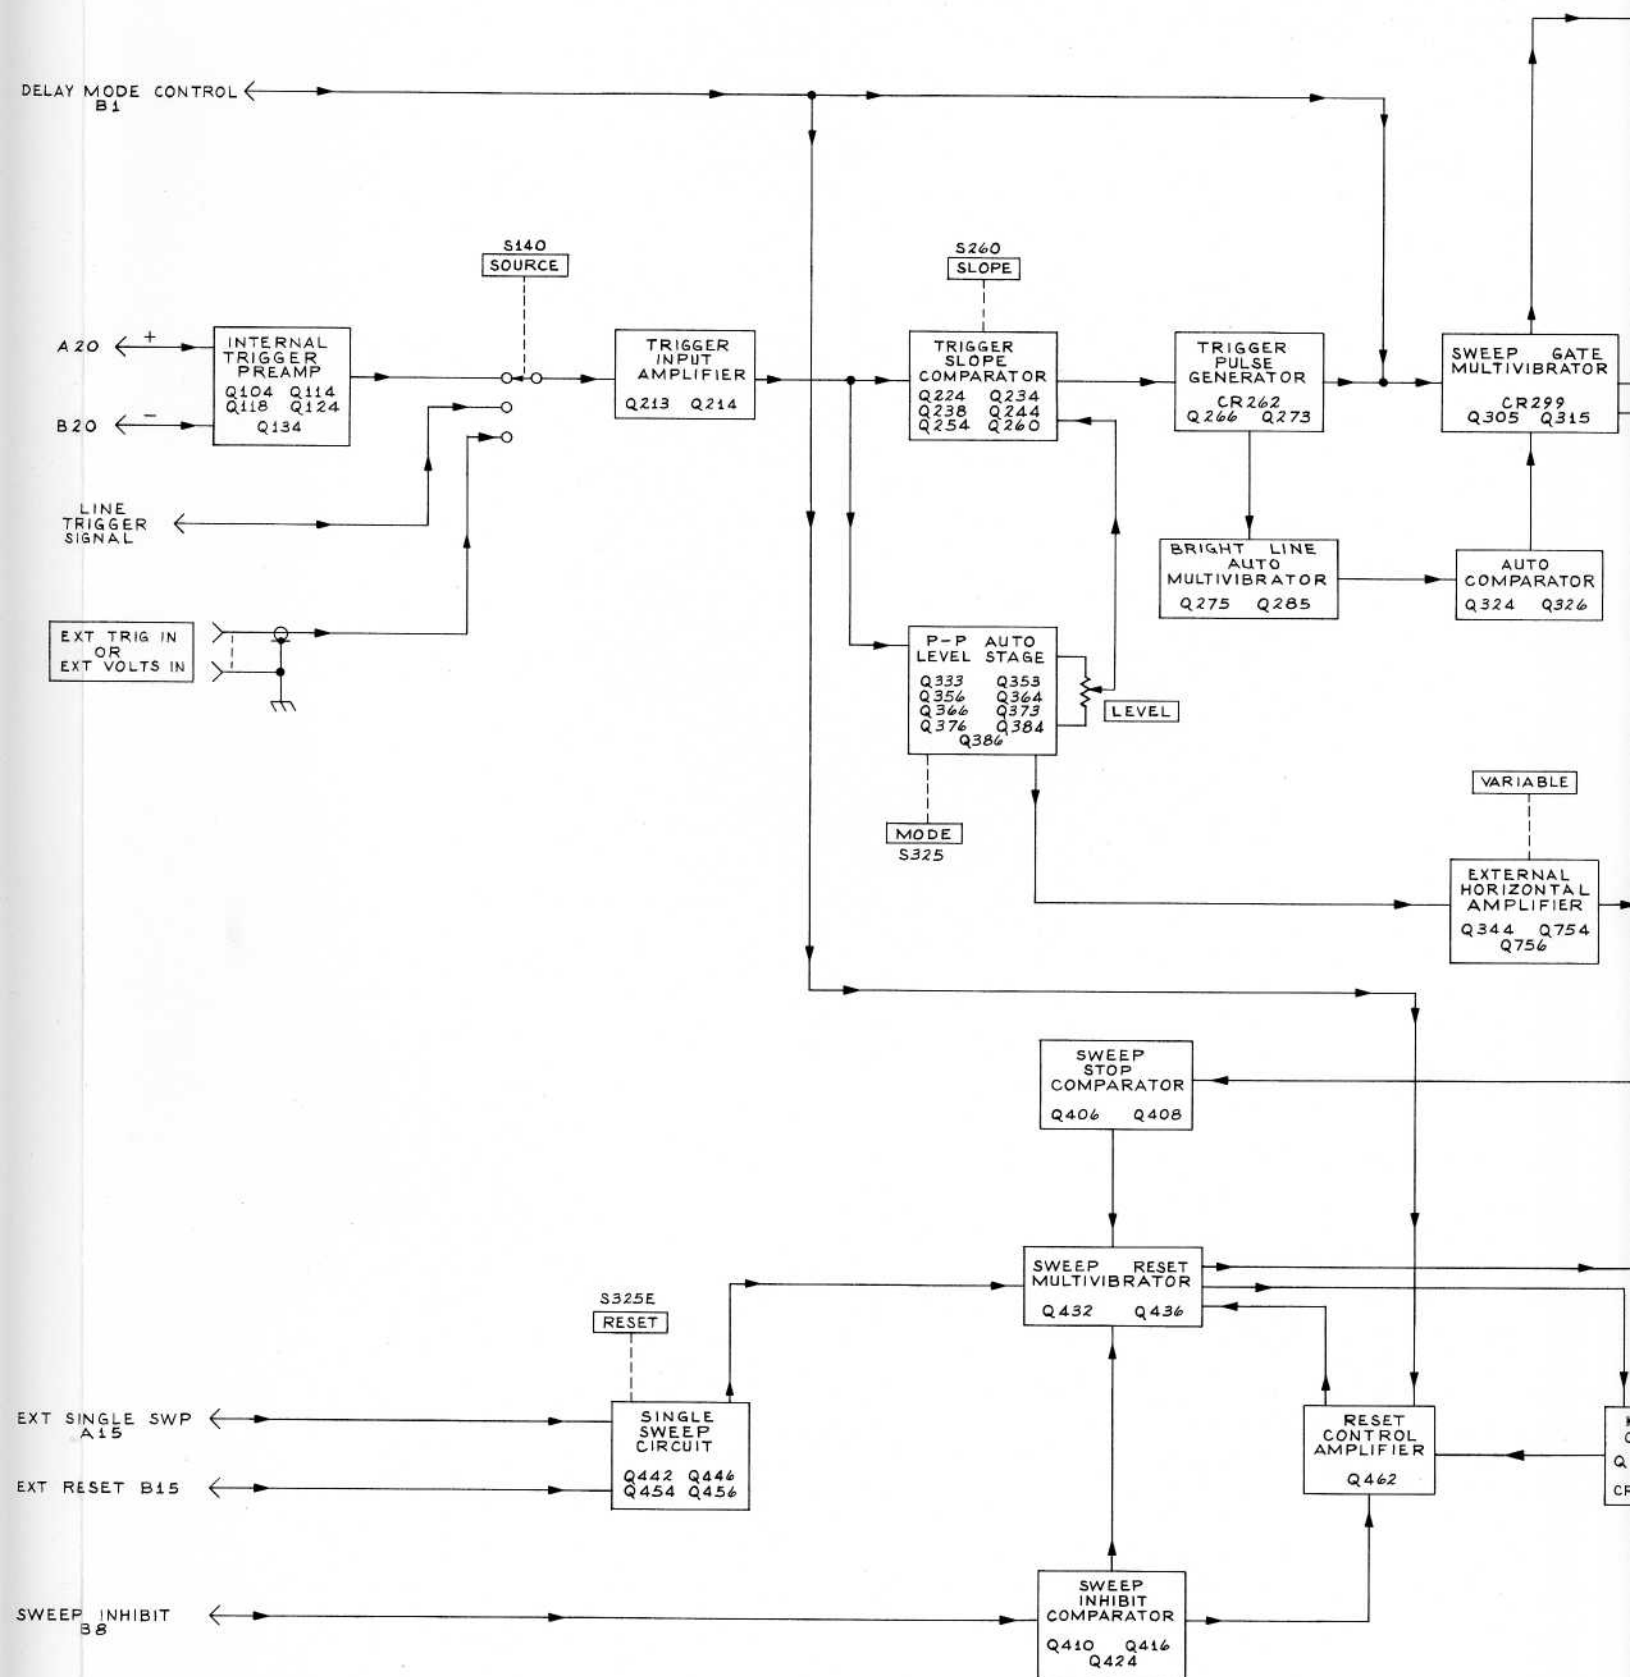 DELAY MODE CONTROL
B1
S140
SOURCE
S260
SLOPE
A20
+
INTERNAL
TRIGGER
PREAMP
Q104 Q114
Q118 Q124
Q134
B20
−
TRIGGER
INPUT
AMPLIFIER
Q213 Q214
TRIGGER
SLOPE
COMPARATOR
Q224 Q234
Q238 Q244
Q254 Q260
TRIGGER
PULSE
GENERATOR
CR262
Q266 Q273
SWEEP GATE
MULTIVIBRATOR
CR299
Q305 Q315
LINE
TRIGGER
SIGNAL
BRIGHT LINE
AUTO
MULTIVIBRATOR
Q275 Q285
AUTO
COMPARATOR
Q324 Q326
EXT TRIG IN
OR
EXT VOLTS IN
P-P AUTO
LEVEL STAGE
Q333 Q353
Q356 Q364
Q366 Q373
Q376 Q384
Q386
LEVEL
MODE
S325
VARIABLE
EXTERNAL
HORIZONTAL
AMPLIFIER
Q344 Q754
Q756
SWEEP
STOP
COMPARATOR
Q406 Q408
SWEEP RESET
MULTIVIBRATOR
Q432 Q436
S325E
RESET
EXT SINGLE SWP
A15
EXT RESET B15
SINGLE
SWEEP
CIRCUIT
Q442 Q446
Q454 Q456
RESET
CONTROL
AMPLIFIER
Q462
SWEEP INHIBIT
B8
SWEEP
INHIBIT
COMPARATOR
Q410 Q416
Q424